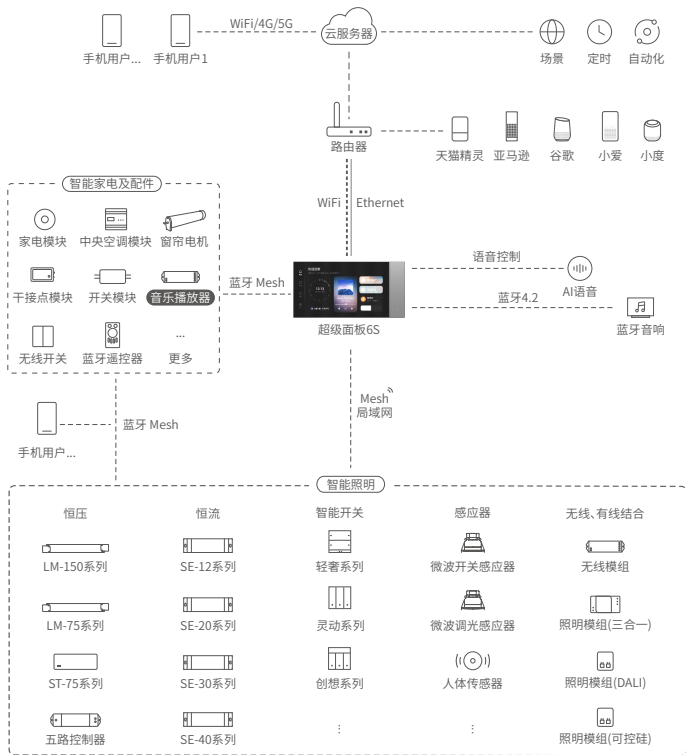 WiFi/4G/5G
云服务器
手机用户... 手机用户1
场景 定时 自动化
路由器
天猫精灵 亚马逊 谷歌 小爱 小度
智能家电及配件
WiFi Ethernet
家电模块 中央空调模块 窗帘电机
语音控制
蓝牙 Mesh
AI语音
干接点模块 开关模块 音乐播放器
蓝牙4.2
超级面板6S
蓝牙音响
...
无线开关 蓝牙遥控器 更多
Mesh
局域网
蓝牙 Mesh
手机用户...
智能照明
恒压 恒流 智能开关 感应器 无线、有线结合
LM-150系列 SE-12系列 轻奢系列 微波开关感应器 无线模组
LM-75系列 SE-20系列 灵动系列 微波调光感应器 照明模组(三合一)
ST-75系列 SE-30系列 创想系列 人体传感器 照明模组(DALI)
五路控制器 SE-40系列 ⋮ ⋮ 照明模组(可控硅)